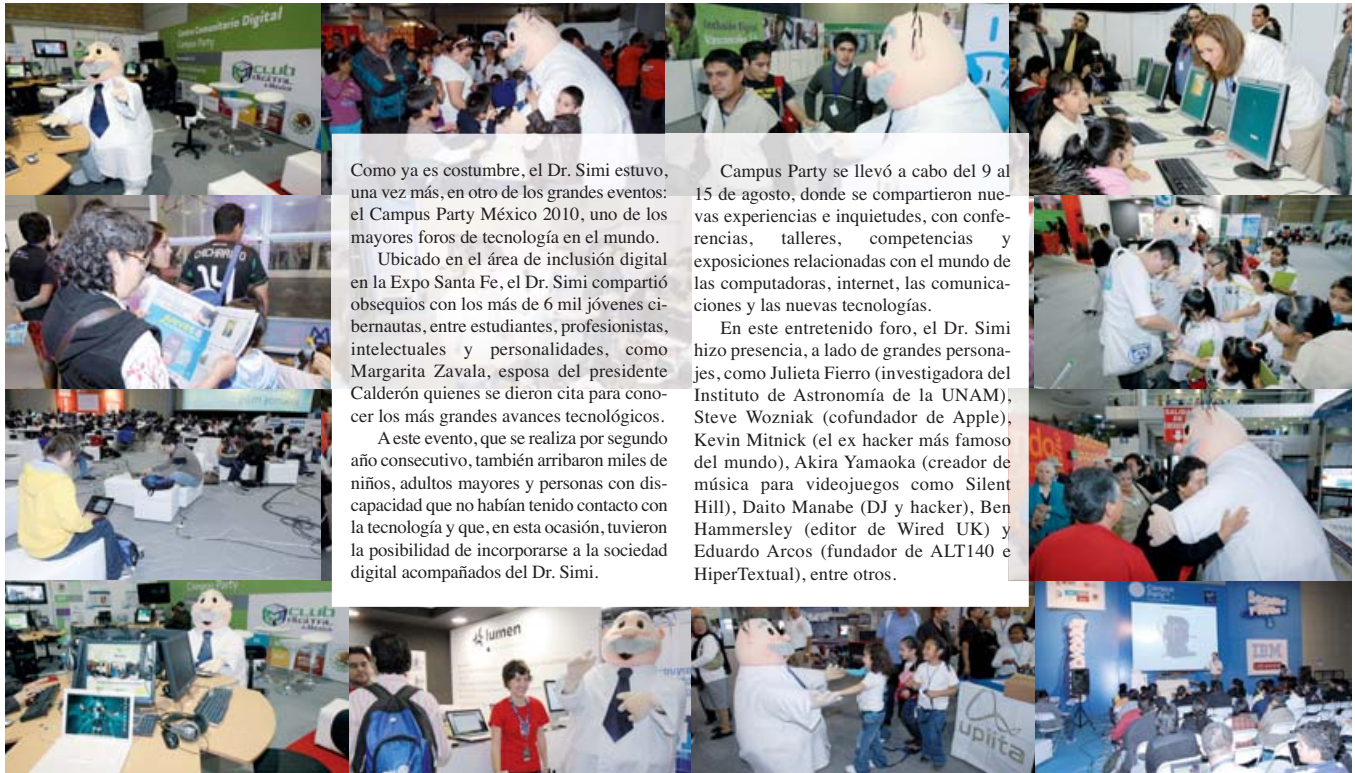 Centro Comunitario Digital
Campus Party
CLUB
DIGITAL
Inclusión Digital
CHICHARITO
14
Como ya es costumbre, el Dr. Simi estuvo,
una vez más, en otro de los grandes eventos:
el Campus Party México 2010, uno de los
mayores foros de tecnología en el mundo.
Ubicado en el área de inclusión digital
en la Expo Santa Fe, el Dr. Simi compartió
obsequios con los más de 6 mil jóvenes ci-
bernautas, entre estudiantes, profesionistas,
intelectuales y personalidades, como
Margarita Zavala, esposa del presidente
Calderón quienes se dieron cita para cono-
cer los más grandes avances tecnológicos.
A este evento, que se realiza por segundo
año consecutivo, también arribaron miles de
niños, adultos mayores y personas con dis-
capacidad que no habían tenido contacto con
la tecnología y que, en esta ocasión, tuvieron
la posibilidad de incorporarse a la sociedad
digital acompañados del Dr. Simi.
Campus Party se llevó a cabo del 9 al
15 de agosto, donde se compartieron nue-
vas experiencias e inquietudes, con confe-
rencias, talleres, competencias y
exposiciones relacionadas con el mundo de
las computadoras, internet, las comunica-
ciones y las nuevas tecnologías.
En este entretenido foro, el Dr. Simi
hizo presencia, a lado de grandes persona-
jes, como Julieta Fierro (investigadora del
Instituto de Astronomía de la UNAM),
Steve Wozniak (cofundador de Apple),
Kevin Mitnick (el ex hacker más famoso
del mundo), Akira Yamaoka (creador de
música para videojuegos como Silent
Hill), Daito Manabe (DJ y hacker), Ben
Hammersley (editor de Wired UK) y
Eduardo Arcos (fundador de ALT140 e
HiperTextual), entre otros.
SALIDA
Party
CLUB
DIGITAL
lumen
upiita
Campus
Party
IBM